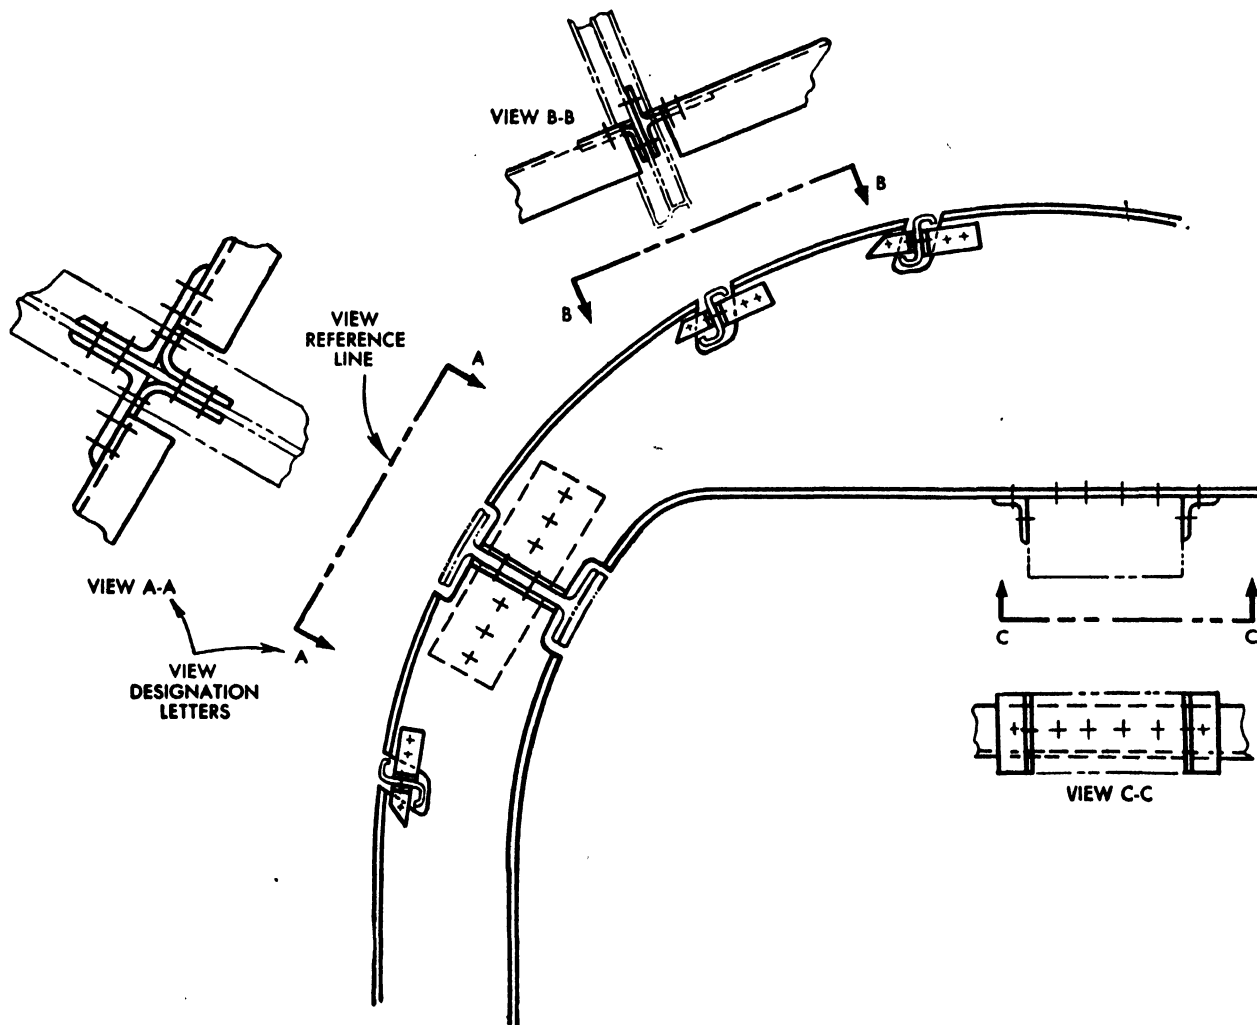 VIEW B-B
B
B
VIEW
REFERENCE
LINE
A
VIEW A-A
A
VIEW
DESIGNATION
LETTERS
C
C
VIEW C-C